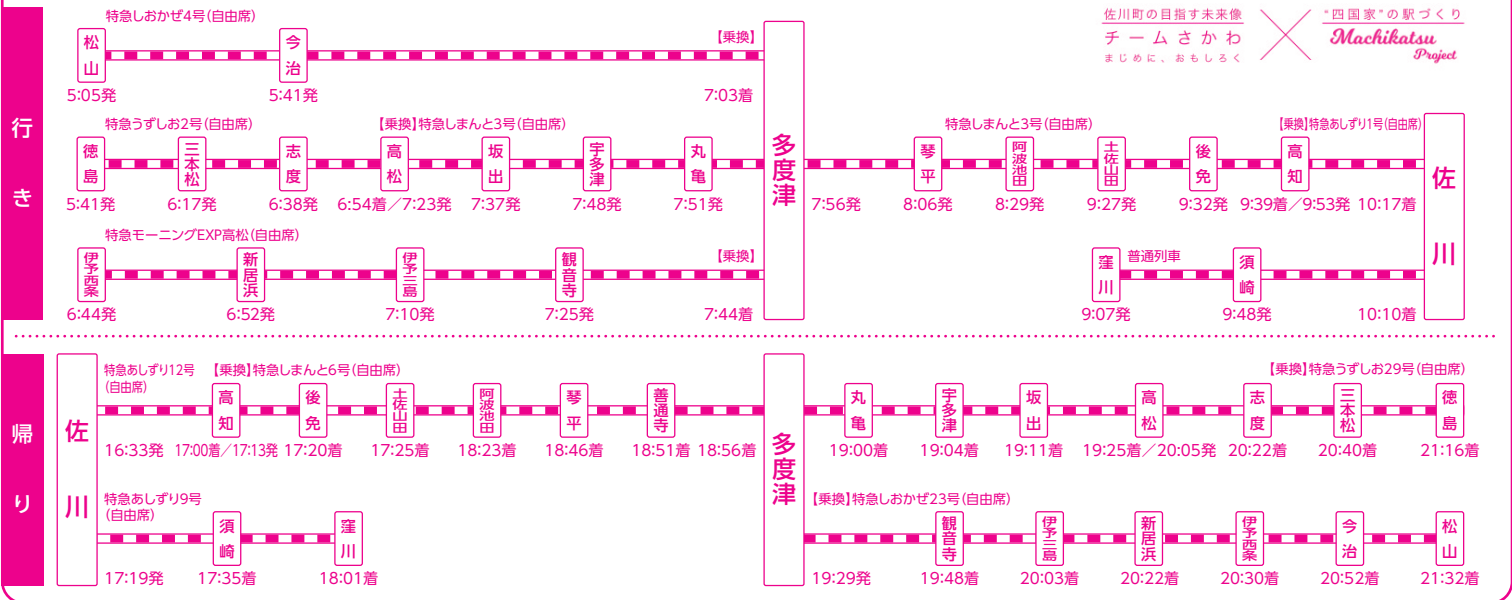 佐川町の目指す未来像
チームさかわ
まじめに、おもしろく
"四国家"の駅づくり
Machikatsu
Project
行き
特急しおかぜ4号(自由席)
【乗換】
松山
今治
5:05発
5:41発
7:03着
特急うずしお2号(自由席)
【乗換】特急しまんと3号(自由席)
徳島
三本松
志度
高松
坂出
宇多津
丸亀
5:41発
6:17発
6:38発
6:54着/7:23発
7:37発
7:48発
7:51発
特急モーニングEXP高松(自由席)
【乗換】
伊予西条
新居浜
伊予三島
観音寺
6:44発
6:52発
7:10発
7:25発
7:44着
多度津
特急しまんと3号(自由席)
【乗換】特急あしずり1号(自由席)
琴平
阿波池田
土佐山田
後免
高知
7:56発
8:06発
8:29発
9:27発
9:32発
9:39着/9:53発
10:17着
普通列車
窪川
須崎
9:07発
9:48発
10:10着
佐川
帰り
佐川
特急あしずり12号
(自由席)
【乗換】特急しまんと6号(自由席)
高知
後免
土佐山田
阿波池田
琴平
善通寺
16:33発
17:00着/17:13発
17:20着
17:25着
18:23着
18:46着
18:51着
18:56着
特急あしずり9号
(自由席)
須崎
窪川
17:19発
17:35着
18:01着
多度津
【乗換】特急うずしお29号(自由席)
丸亀
宇多津
坂出
高松
志度
三本松
徳島
19:00着
19:04着
19:11着
19:25着/20:05発
20:22着
20:40着
21:16着
【乗換】特急しおかぜ23号(自由席)
観音寺
伊予三島
新居浜
伊予西条
今治
松山
19:29発
19:48着
20:03着
20:22着
20:30着
20:52着
21:32着